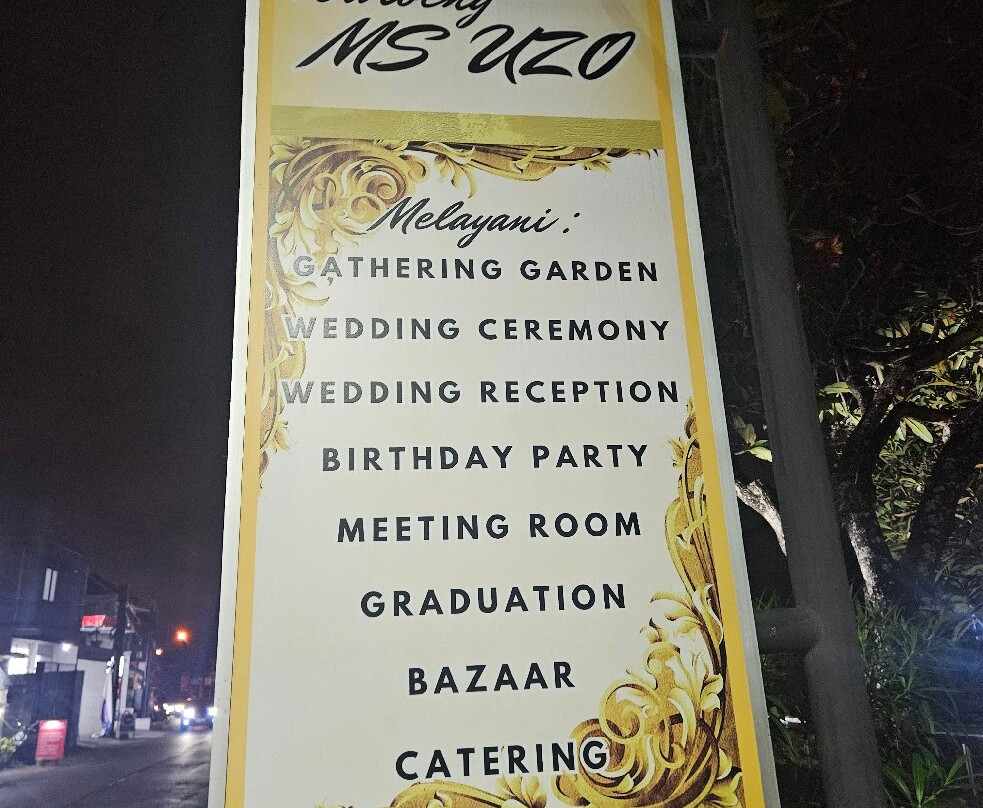 MS UZO
Melayani :
GATHERING GARDEN
WEDDING CEREMONY
WEDDING RECEPTION
BIRTHDAY PARTY
MEETING ROOM
GRADUATION
BAZAAR
CATERING